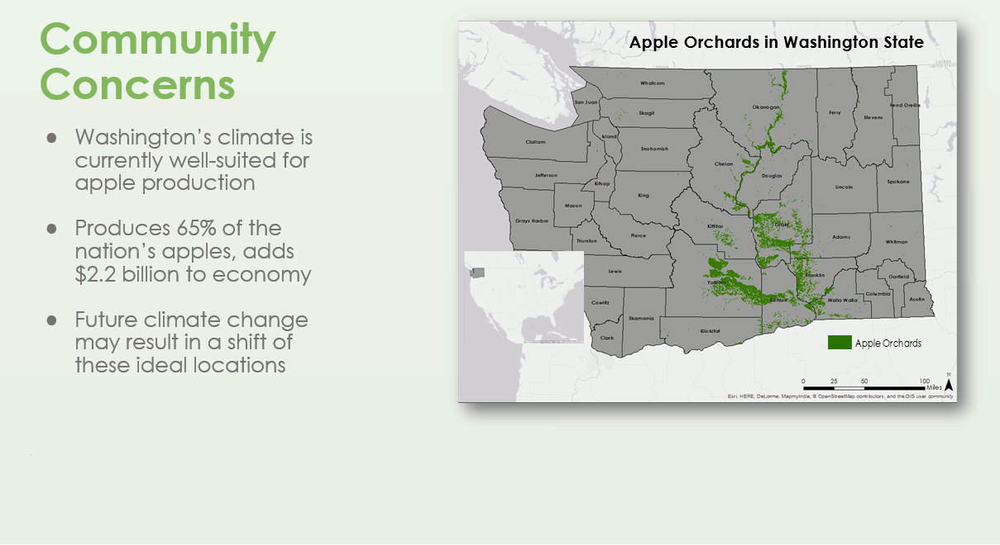 Community
Concerns
● Washington’s climate is
currently well-suited for
apple production
● Produces 65% of the
nation’s apples, adds
$2.2 billion to economy
● Future climate change
may result in a shift of
these ideal locations
Apple Orchards in Washington State
CANADA
CANADA
Whatcom
San Juan
Skagit
Okanogan
Ferry
Stevens
Pend Oreille
Island
Clallam
Snohomish
Chelan
Douglas
Jefferson
Kitsap
King
Lincoln
Spokane
Mason
Grays Harbor
Thurston
Pierce
Kittitas
Grant
Adams
Whitman
Lewis
Yakima
Benton
Franklin
Walla Walla
Columbia
Garfield
Asotin
Cowlitz
Skamania
Clark
Klickitat
Apple Orchards
0 25 50 100
Miles
N
Esri, HERE, DeLorme, MapmyIndia, © OpenStreetMap contributors, and the GIS user community